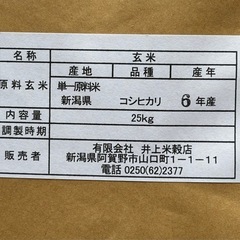 名称 玄米
原料玄米 産地 品種 産年
単一原料米
新潟県 コシヒカリ 6年産
内容量 25kg
調製時期
販売者 有限会社 井上米穀店
新潟県阿賀野市山口町1-1-11
電話 0250(62)2377